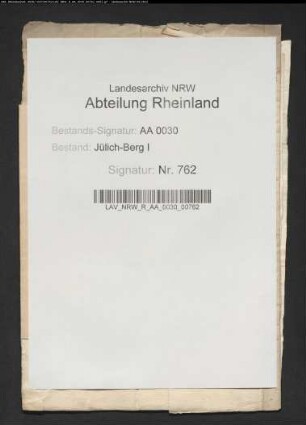 Landesarchiv NRW
Abteilung Rheinland
Bestands-Signatur: AA 0030
Bestand: Jülich-Berg I
Signatur: Nr. 762
LAV_NRW_R_AA_0030_00762